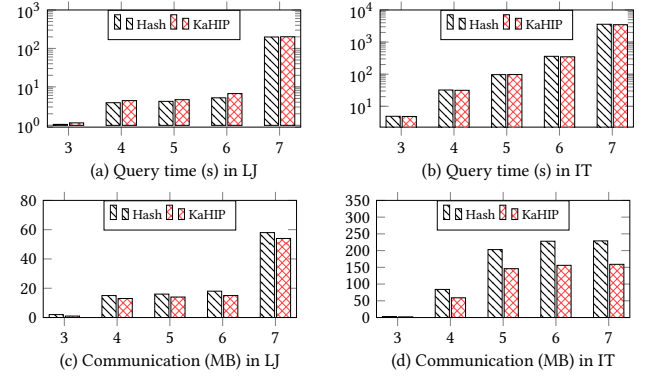 10^3
10^2
10^1
10^0
Hash KaHIP
3 4 5 6 7
(a) Query time (s) in LJ
10^4
10^3
10^2
10^1
Hash KaHIP
3 4 5 6 7
(b) Query time (s) in IT
80
60
40
20
0
Hash KaHIP
3 4 5 6 7
(c) Communication (MB) in LJ
350
300
250
200
150
100
50
0
Hash KaHIP
3 4 5 6 7
(d) Communication (MB) in IT